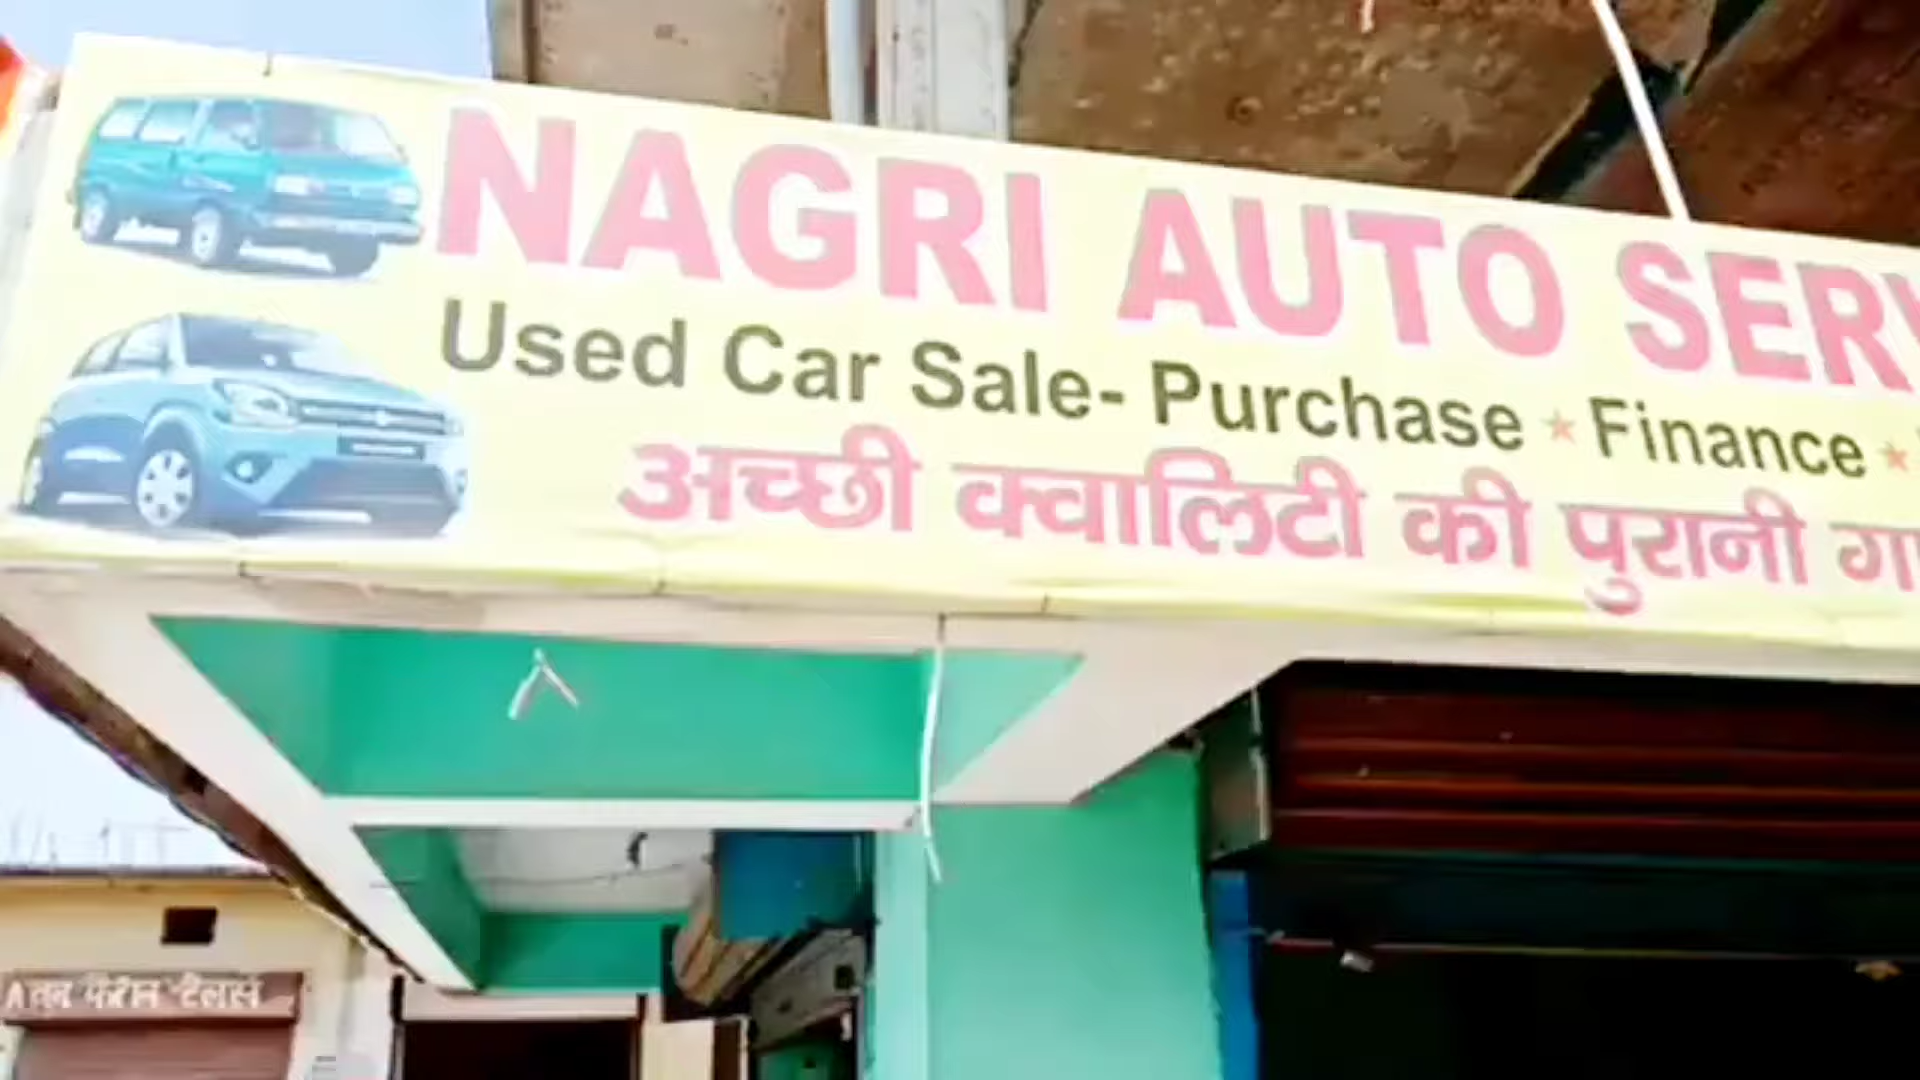 NAGRI AUTO SERV
Used Car Sale- Purchase ★ Finance ★
अच्छी क्वालिटी की पुरानी गा